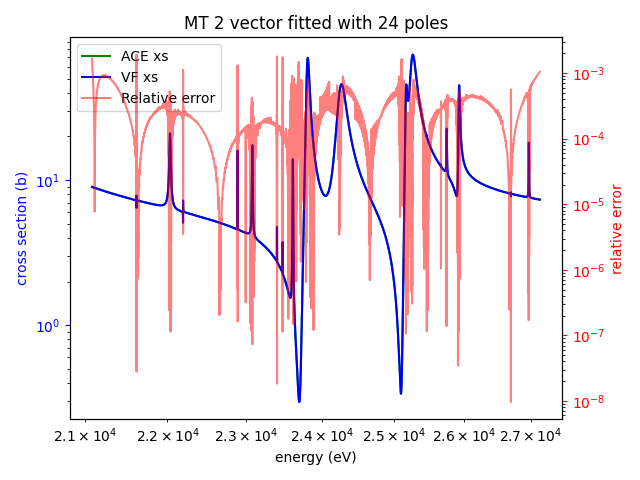 MT 2 vector fitted with 24 poles
ACE xs
VF xs
Relative error
cross section (b)
10¹
10⁰
relative error
10⁻³
10⁻⁴
10⁻⁵
10⁻⁶
10⁻⁷
10⁻⁸
2.1 × 10⁴ 2.2 × 10⁴ 2.3 × 10⁴ 2.4 × 10⁴ 2.5 × 10⁴ 2.6 × 10⁴ 2.7 × 10⁴
energy (eV)